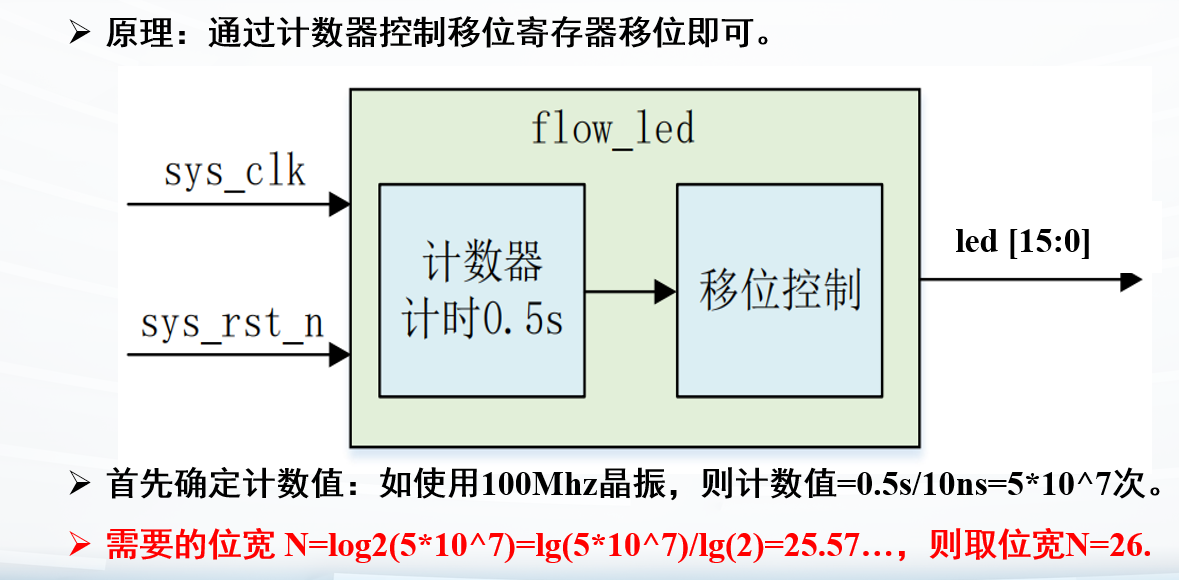 ➢ 原理：通过计数器控制移位寄存器移位即可。
flow_led
sys_clk
sys_rst_n
计数器
计时0.5s
移位控制
led [15:0]
➢ 首先确定计数值：如使用100Mhz晶振，则计数值=0.5s/10ns=5*10^7次。
➢ 需要的位宽 N=log2(5*10^7)=lg(5*10^7)/lg(2)=25.57…，则取位宽N=26.